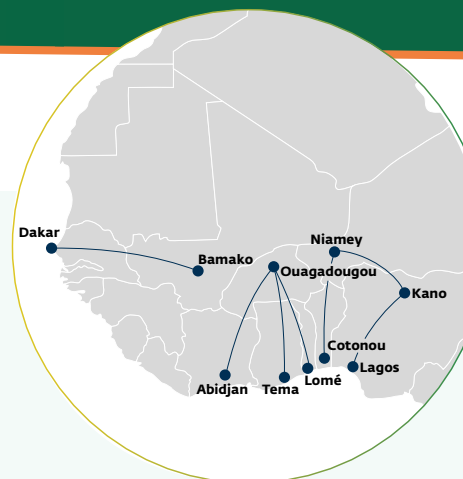 Dakar
Niamey
Bamako
Ouagadougou
Kano
Cotonou
Lagos
Lomé
Abidjan
Tema